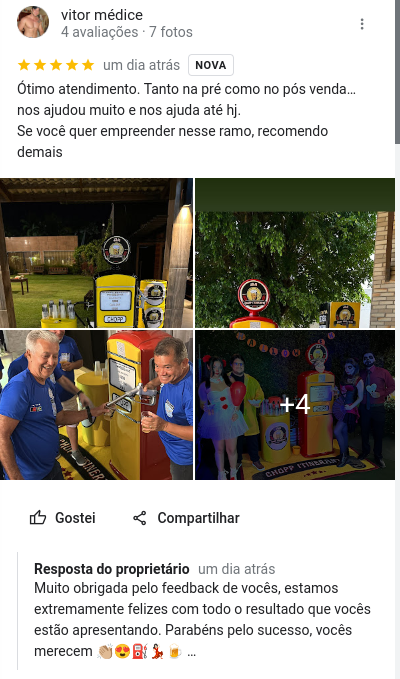 vitor médice
4 avaliações · 7 fotos
um dia atrás NOVA
Ótimo atendimento. Tanto na pré como no pós venda…
nos ajudou muito e nos ajuda até hj.
Se você quer empreender nesse ramo, recomendo
demais
CHOPP
+4
CHOPP ITINERANTE
Gostei
Compartilhar
Resposta do proprietário um dia atrás
Muito obrigada pelo feedback de vocês, estamos
extremamente felizes com todo o resultado que vocês
estão apresentando. Parabéns pelo sucesso, vocês
merecem 👏🏼😍⛽💃🍺 …